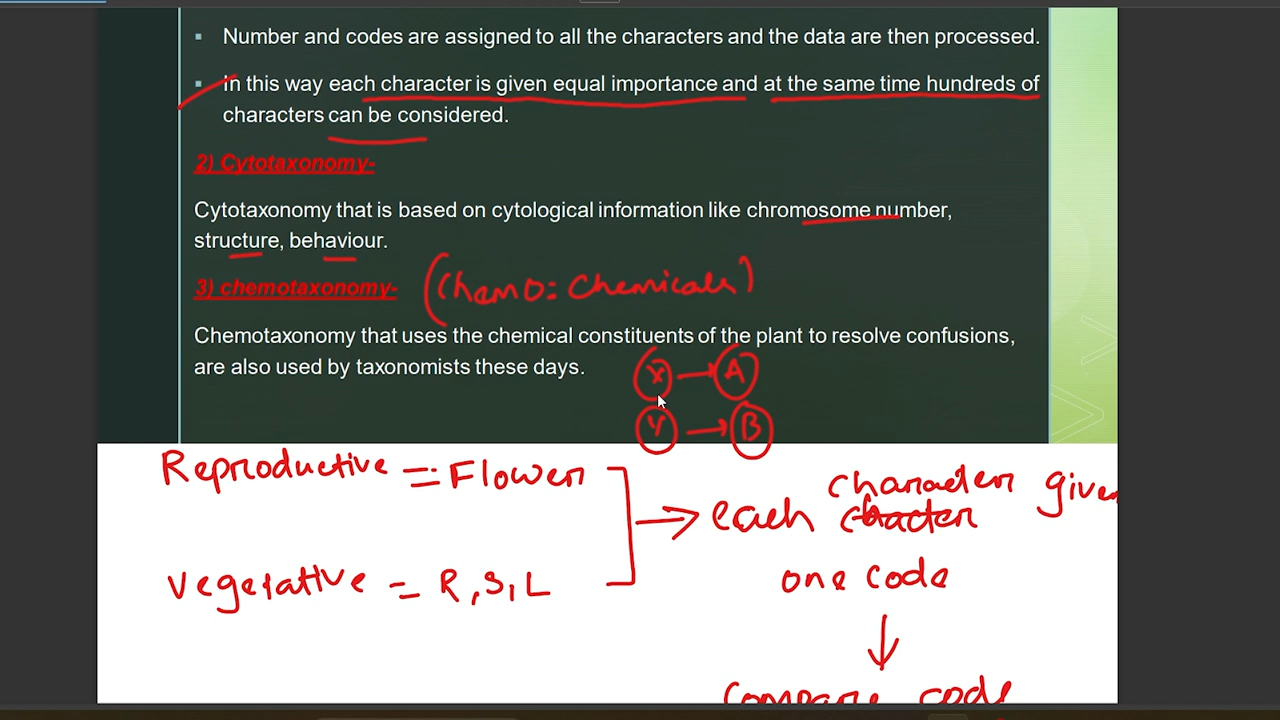 Number and codes are assigned to all the characters and the data are then processed.
In this way each character is given equal importance and at the same time hundreds of
characters can be considered.
2) Cytotaxonomy-
Cytotaxonomy that is based on cytological information like chromosome number,
structure, behaviour.
3) chemotaxonomy- (Chemo = Chemicals)
Chemotaxonomy that uses the chemical constituents of the plant to resolve confusions,
are also used by taxonomists these days.
X → A
Y → B
Reproductive = Flower
→ each character given
Vegetative = R, S, L
one code
↓
compare code